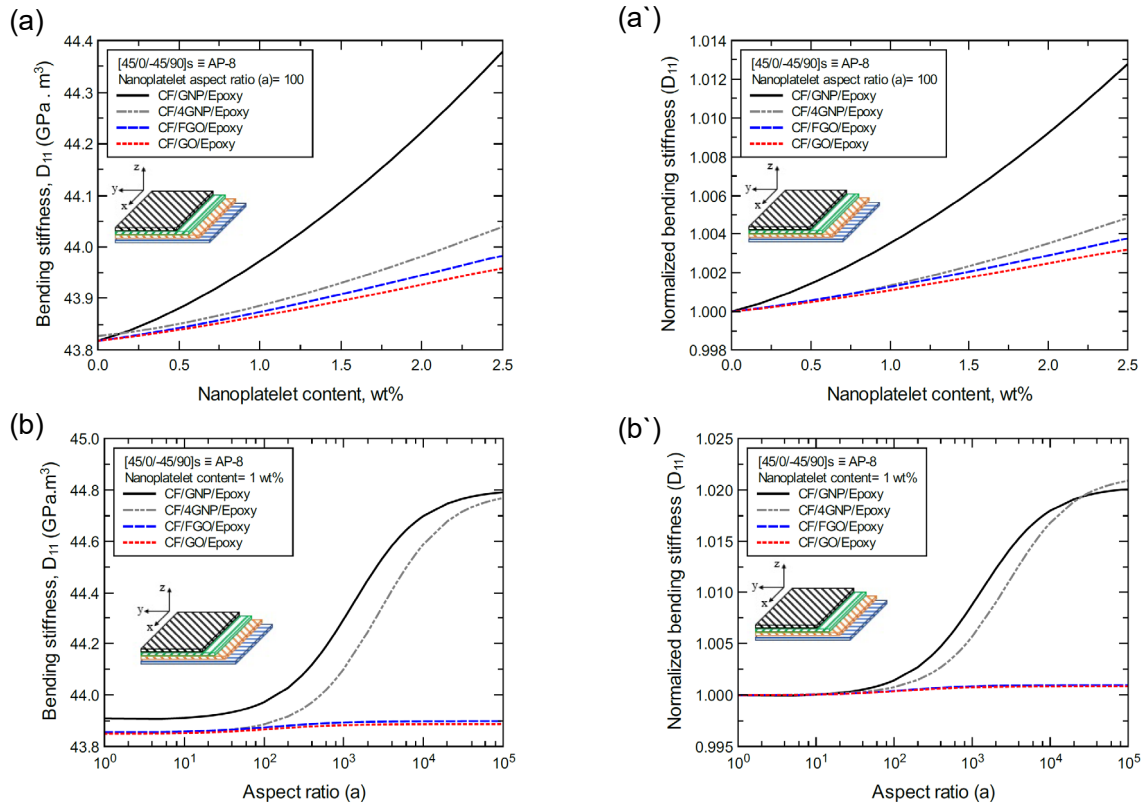 (a)
44.4
44.3
44.2
44.1
44.0
43.9
43.8
Bending stiffness, D11 (GPa . m3)
[45/0/-45/90]s ≡ AP-8
Nanoplatelet aspect ratio (a)= 100
CF/GNP/Epoxy
CF/4GNP/Epoxy
CF/FGO/Epoxy
CF/GO/Epoxy
z
y
x
0.0 0.5 1.0 1.5 2.0 2.5
Nanoplatelet content, wt%
(a`)
1.014
1.012
1.010
1.008
1.006
1.004
1.002
1.000
0.998
Normalized bending stiffness (D11)
[45/0/-45/90]s ≡ AP-8
Nanoplatelet aspect ratio (a)= 100
CF/GNP/Epoxy
CF/4GNP/Epoxy
CF/FGO/Epoxy
CF/GO/Epoxy
z
y
x
0.0 0.5 1.0 1.5 2.0 2.5
Nanoplatelet content, wt%
(b)
45.0
44.8
44.6
44.4
44.2
44.0
43.8
Bending stiffness, D11 (GPa.m3)
[45/0/-45/90]s ≡ AP-8
Nanoplatelet content= 1 wt%
CF/GNP/Epoxy
CF/4GNP/Epoxy
CF/FGO/Epoxy
CF/GO/Epoxy
z
y
x
10^0 10^1 10^2 10^3 10^4 10^5
Aspect ratio (a)
(b`)
1.025
1.020
1.015
1.010
1.005
1.000
0.995
Normalized bending stiffness (D11)
[45/0/-45/90]s ≡ AP-8
Nanoplatelet content= 1 wt%
CF/GNP/Epoxy
CF/4GNP/Epoxy
CF/FGO/Epoxy
CF/GO/Epoxy
z
y
x
10^0 10^1 10^2 10^3 10^4 10^5
Aspect ratio (a)